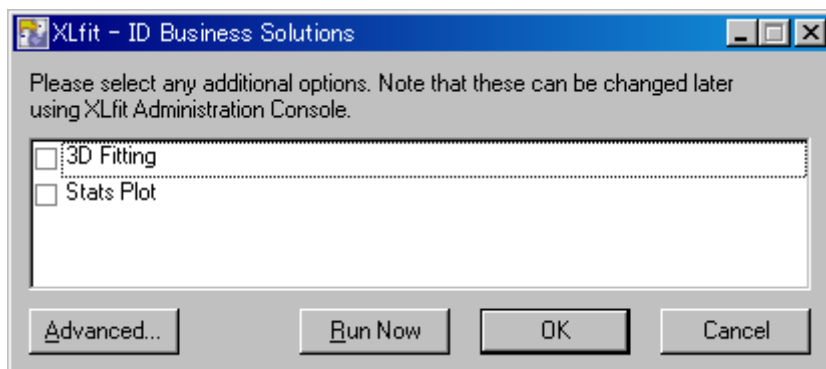 XLfit - ID Business Solutions
Please select any additional options. Note that these can be changed later
using XLfit Administration Console.
3D Fitting
Stats Plot
Advanced...
Run Now
OK
Cancel